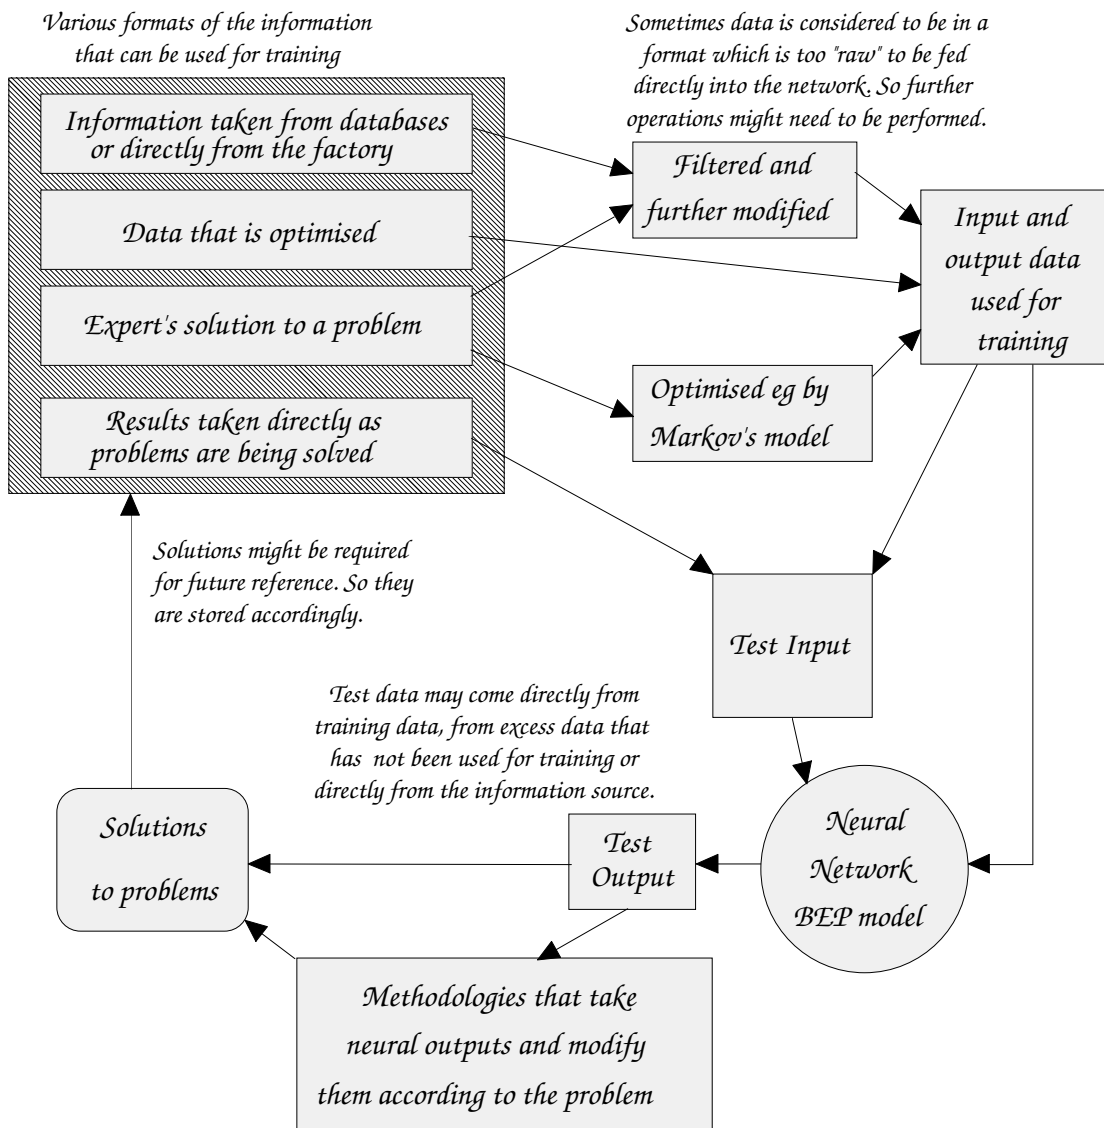 Various formats of the information
that can be used for training
Sometimes data is considered to be in a
format which is too "raw" to be fed
directly into the network. So further
operations might need to be performed.
Information taken from databases
or directly from the factory
Data that is optimised
Expert's solution to a problem
Results taken directly as
problems are being solved
Filtered and
further modified
Optimised eg by
Markov's model
Input and
output data
used for
training
Solutions might be required
for future reference. So they
are stored accordingly.
Test Input
Test data may come directly from
training data, from excess data that
has not been used for training or
directly from the information source.
Neural
Network
BEP model
Test
Output
Solutions
to problems
Methodologies that take
neural outputs and modify
them according to the problem